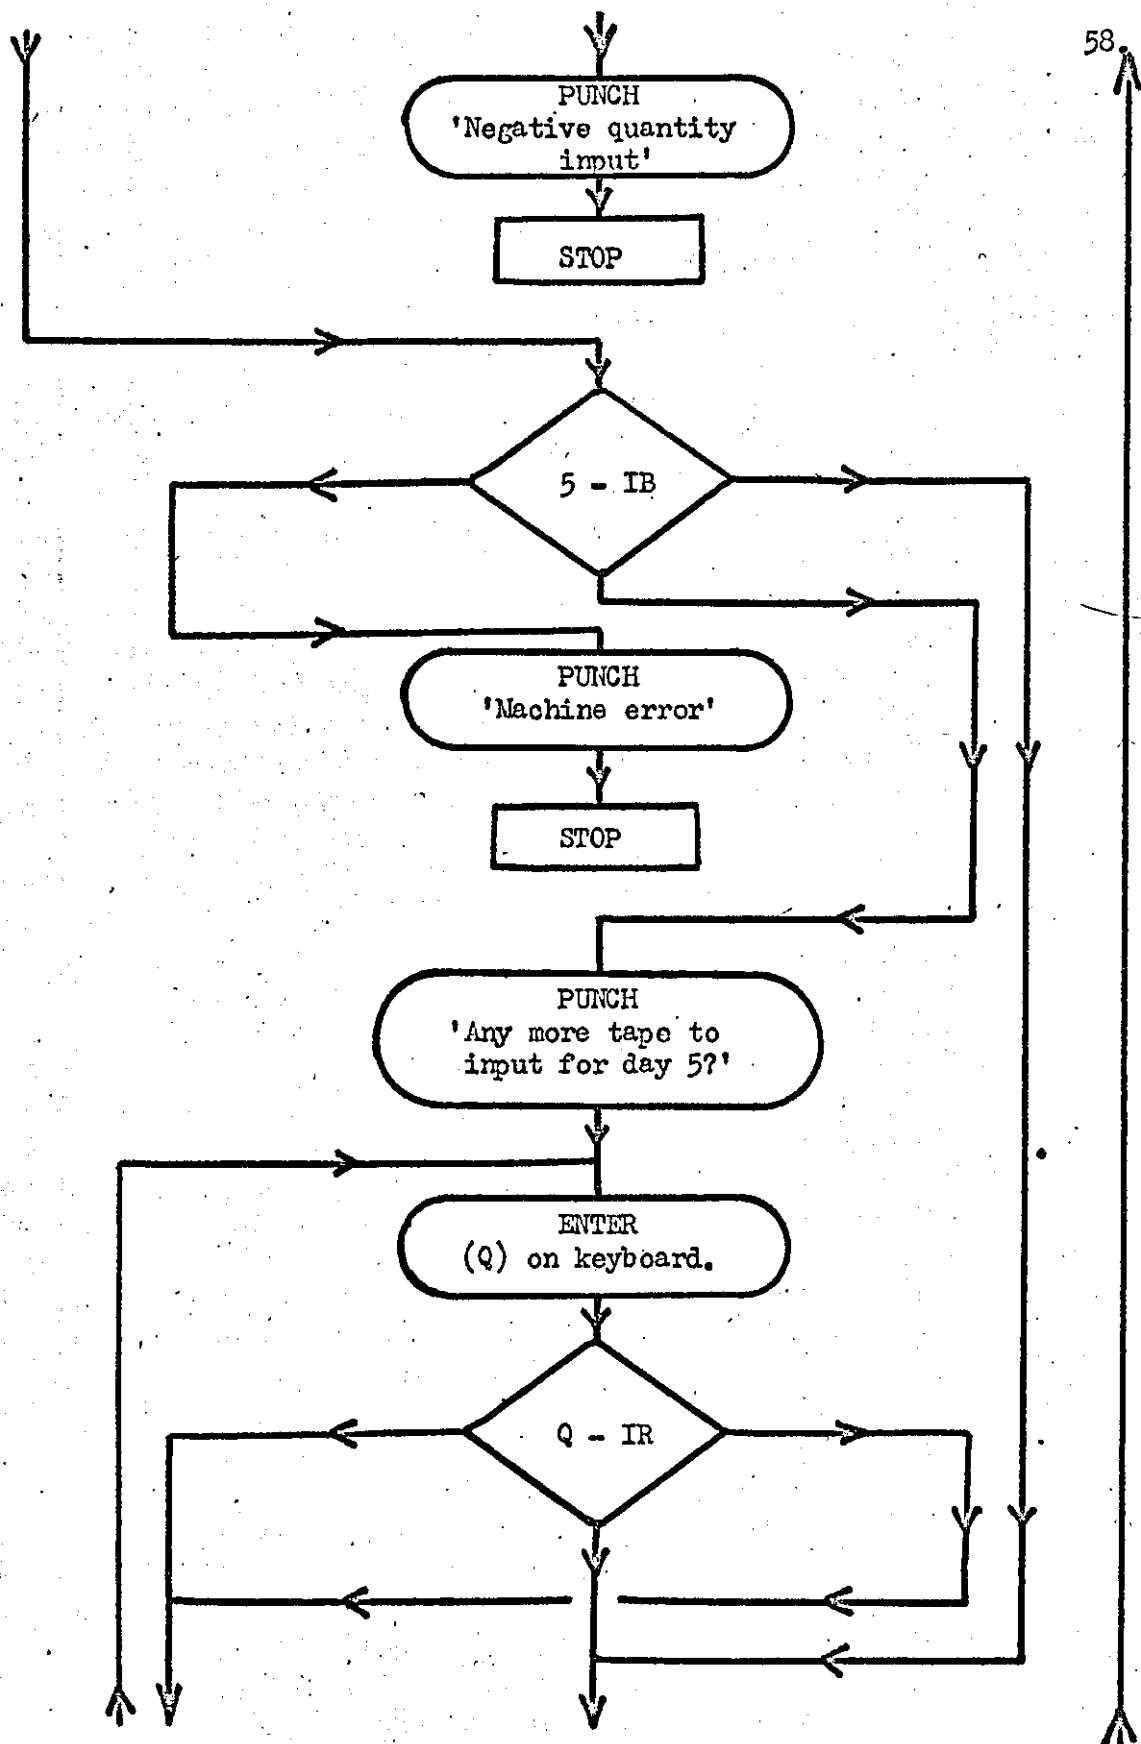 58.
PUNCH
'Negative quantity
input'
STOP
5 - IB
PUNCH
'Machine error'
STOP
PUNCH
'Any more tape to
input for day 5?'
ENTER
(Q) on keyboard.
Q - IR